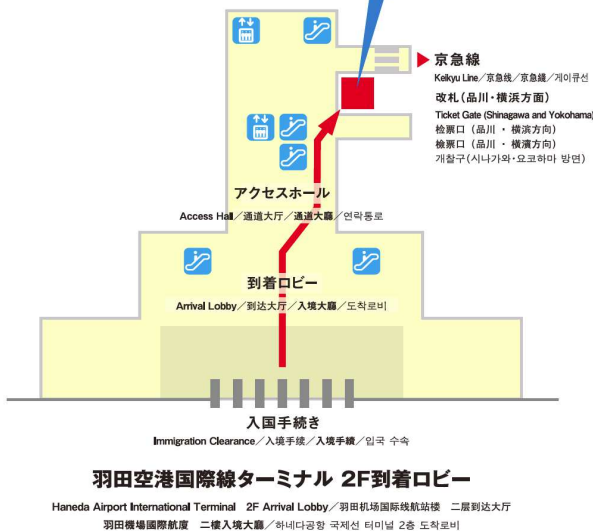 京急線
Keikyu Line／京急线／京急綫／게이큐선
改札（品川・横浜方面）
Ticket Gate (Shinagawa and Yokohama)
检票口（品川 ・ 横滨方向）
檢票口（品川 ・ 橫濱方向）
개찰구(시나가와・요코하마 방면)
アクセスホール
Access Hall／通道大厅／通道大廳／연락통로
到着ロビー
Arrival Lobby／到达大厅／入境大廳／도착로비
入国手続き
Immigration Clearance／入境手续／入境手續／입국 수속
羽田空港国際線ターミナル 2F到着ロビー
Haneda Airport International Terminal 2F Arrival Lobby／羽田机场国际线航站楼 二层到达大厅
羽田機場國際航廈 二樓入境大廳／하네다공항 국제선 터미널 2층 도착로비